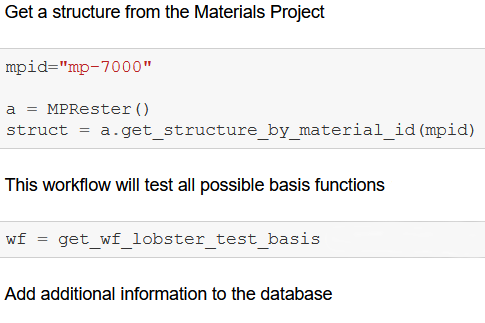 Get a structure from the Materials Project
mpid="mp-7000"
a = MPRester()
struct = a.get_structure_by_material_id(mpid)
This workflow will test all possible basis functions
wf = get_wf_lobster_test_basis
Add additional information to the database